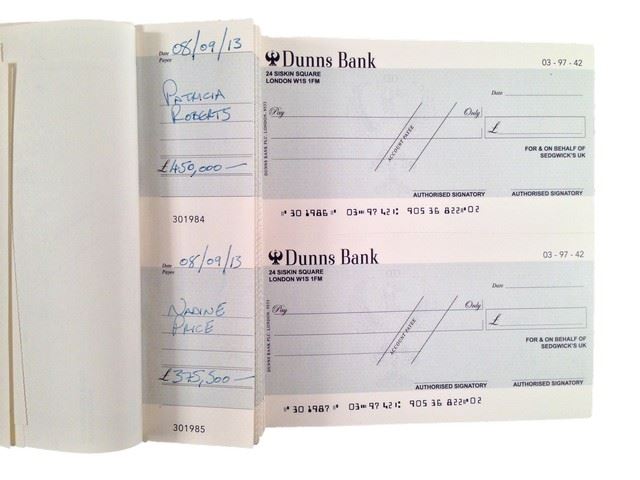 Date 08/09/13
Payee
PATRICIA
ROBERTS
£450,000—
301984
Date 08/09/13
Payee
NADINE
PRICE
£375,500—
301985
Dunns Bank
24 SISKIN SQUARE
LONDON W1S 1FM
03 - 97 - 42
Date
Pay
Only
£
ACCOUNT PAYEE
FOR & ON BEHALF OF
SEDGWICK'S UK
AUTHORISED SIGNATORY AUTHORISED SIGNATORY
⑈30 1986⑈ 03⑉97 42⑆ 905 36 822⑈02
Dunns Bank
24 SISKIN SQUARE
LONDON W1S 1FM
03 - 97 - 42
Date
Pay
Only
£
ACCOUNT PAYEE
FOR & ON BEHALF OF
SEDGWICK'S UK
AUTHORISED SIGNATORY AUTHORISED SIGNATORY
⑈30 1987⑈ 03⑉97 42⑆ 905 36 822⑈02